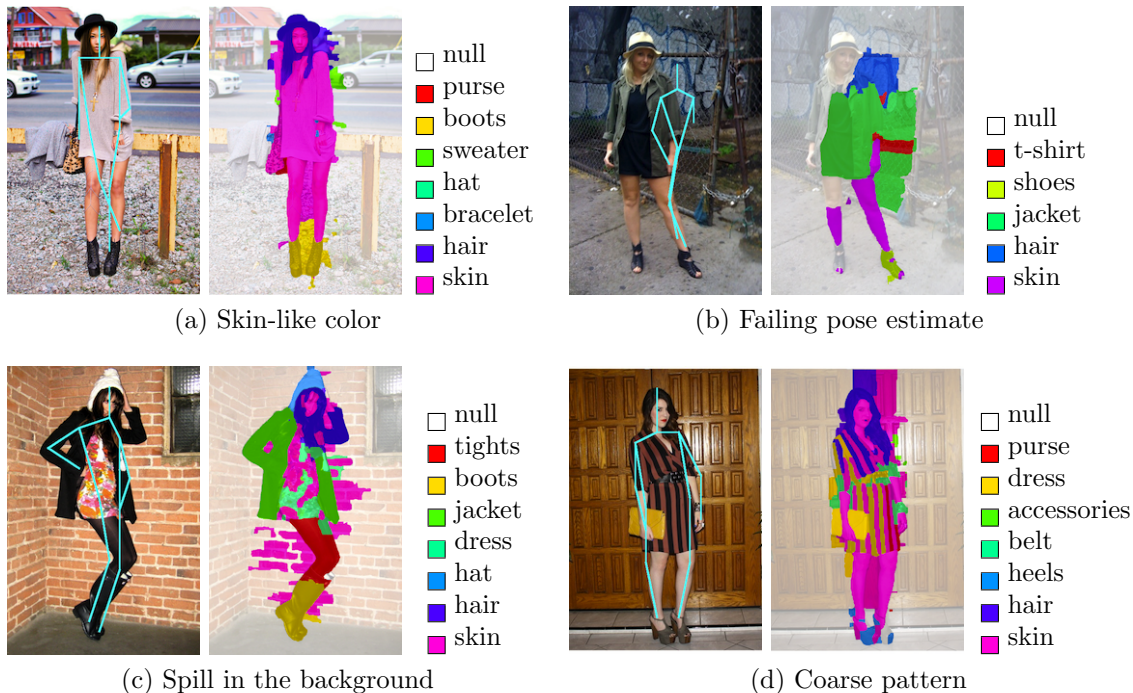 null
purse
boots
sweater
hat
bracelet
hair
skin
(a) Skin-like color
null
t-shirt
shoes
jacket
hair
skin
(b) Failing pose estimate
null
tights
boots
jacket
dress
hat
hair
skin
(c) Spill in the background
null
purse
dress
accessories
belt
heels
hair
skin
(d) Coarse pattern